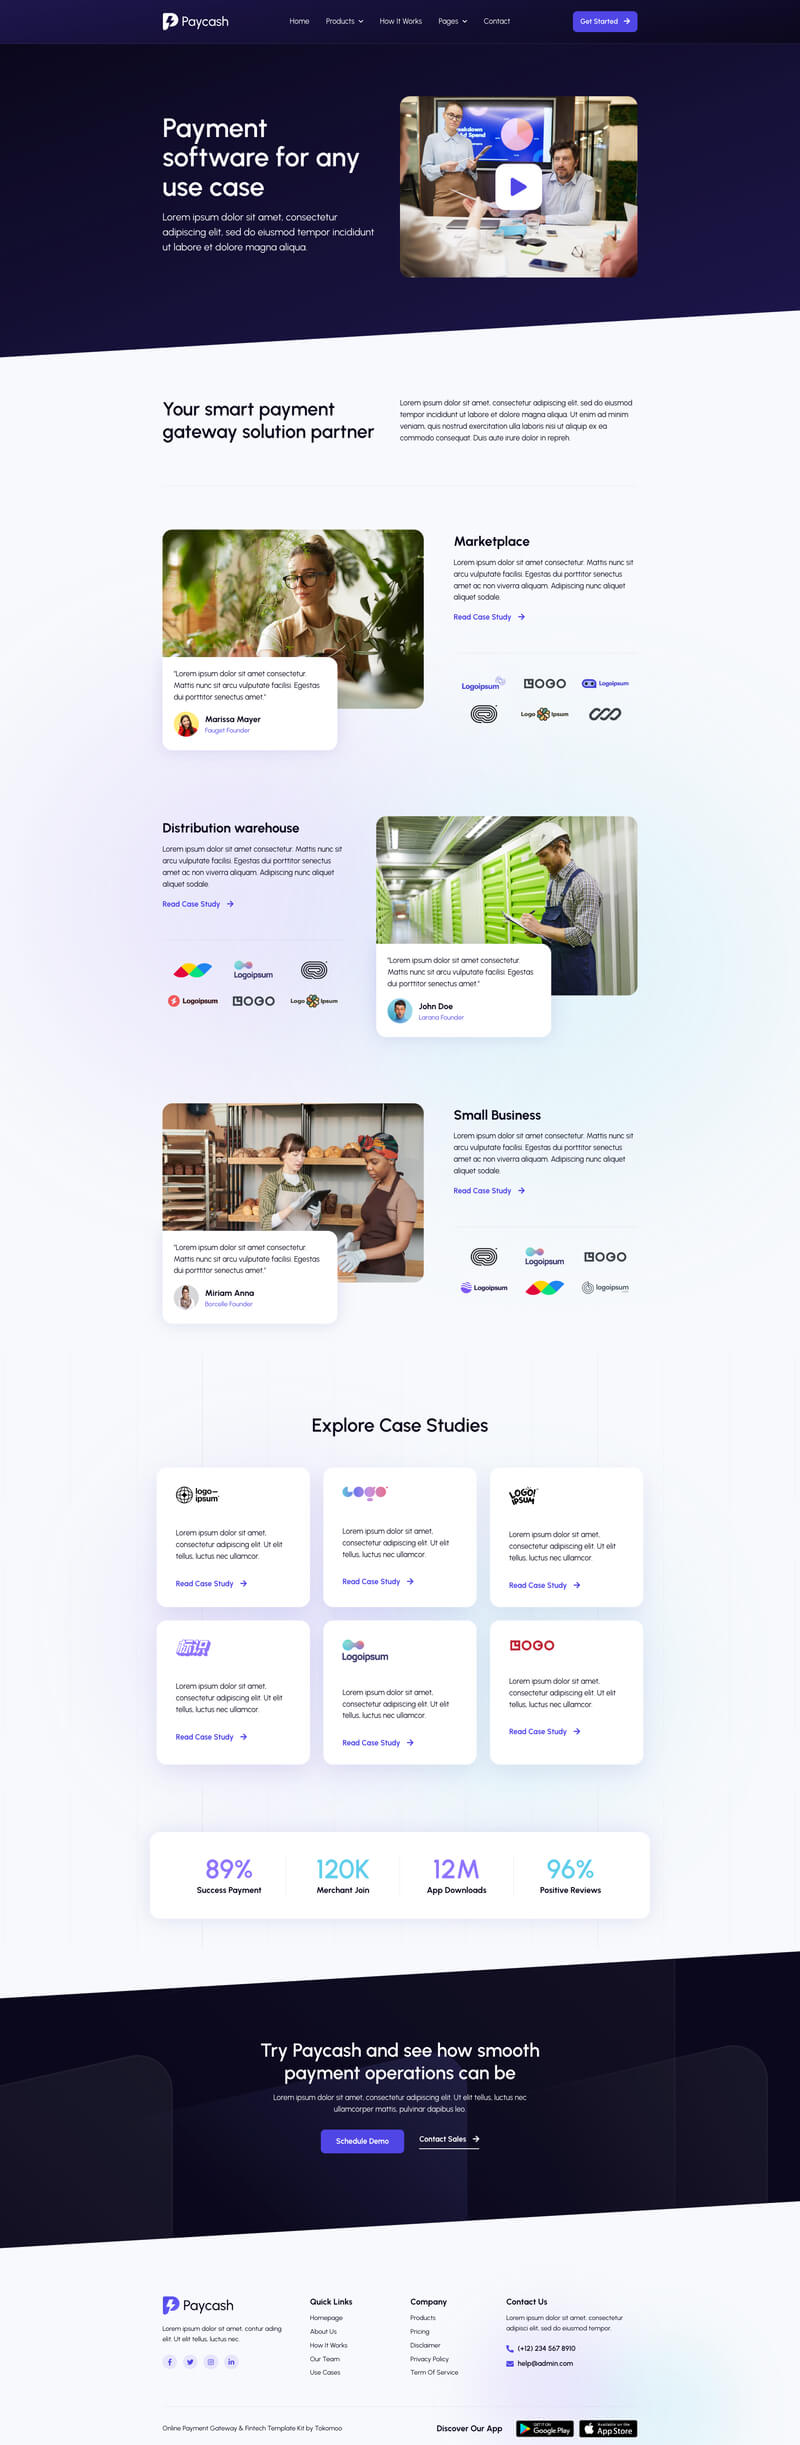 Paycash
Home
Products
How It Works
Pages
Contact
Get Started
Payment
software for any
use case
Lorem ipsum dolor sit amet, consectetur
adipiscing elit, sed do eiusmod tempor incididunt
ut labore et dolore magna aliqua.
Your smart payment
gateway solution partner
Lorem ipsum dolor sit amet, consectetur adipiscing elit, sed do eiusmod
tempor incididunt ut labore et dolore magna aliqua. Ut enim ad minim
veniam, quis nostrud exercitation ulla laboris nisi ut aliquip ex ea
commodo consequat. Duis aute irure dolor in repreh.
Marketplace
Lorem ipsum dolor sit amet consectetur. Mattis nunc sit
arcu vulputate facilisi. Egestas dui porttitor senectus
amet ac non viverra aliquam. Adipiscing nunc aliquet
aliquet sodale.
Read Case Study
"Lorem ipsum dolor sit amet consectetur.
Mattis nunc sit arcu vulputate facilisi. Egestas
dui porttitor senectus amet."
Marissa Mayer
Fauget Founder
Logoipsum
LOGO
Logoipsum
Logo Ipsum
Distribution warehouse
Lorem ipsum dolor sit amet consectetur. Mattis nunc sit
arcu vulputate facilisi. Egestas dui porttitor senectus
amet ac non viverra aliquam. Adipiscing nunc aliquet
aliquet sodale.
Read Case Study
Logoipsum
Logoipsum
LOGO
Logo Ipsum
"Lorem ipsum dolor sit amet consectetur.
Mattis nunc sit arcu vulputate facilisi. Egestas
dui porttitor senectus amet."
John Doe
Larana Founder
Small Business
Lorem ipsum dolor sit amet consectetur. Mattis nunc sit
arcu vulputate facilisi. Egestas dui porttitor senectus
amet ac non viverra aliquam. Adipiscing nunc aliquet
aliquet sodale.
Read Case Study
"Lorem ipsum dolor sit amet consectetur.
Mattis nunc sit arcu vulputate facilisi. Egestas
dui porttitor senectus amet."
Miriam Anna
Borcelle Founder
Logoipsum
LOGO
Logoipsum
logoipsum
Explore Case Studies
logo—
ipsum
Lorem ipsum dolor sit amet,
consectetur adipiscing elit. Ut elit
tellus, luctus nec ullamcor.
Read Case Study
Logo
Lorem ipsum dolor sit amet,
consectetur adipiscing elit. Ut elit
tellus, luctus nec ullamcor.
Read Case Study
LOGO!
IPSUM
Lorem ipsum dolor sit amet,
consectetur adipiscing elit. Ut elit
tellus, luctus nec ullamcor.
Read Case Study
标识
Lorem ipsum dolor sit amet,
consectetur adipiscing elit. Ut elit
tellus, luctus nec ullamcor.
Read Case Study
Logoipsum
Lorem ipsum dolor sit amet,
consectetur adipiscing elit. Ut elit
tellus, luctus nec ullamcor.
Read Case Study
LOGO
Lorem ipsum dolor sit amet,
consectetur adipiscing elit. Ut elit
tellus, luctus nec ullamcor.
Read Case Study
89%
Success Payment
120K
Merchant Join
12M
App Downloads
96%
Positive Reviews
Try Paycash and see how smooth
payment operations can be
Lorem ipsum dolor sit amet, consectetur adipiscing elit. Ut elit tellus, luctus nec
ullamcorper mattis, pulvinar dapibus leo.
Schedule Demo
Contact Sales
Paycash
Lorem ipsum dolor sit amet, contur ading
elit. Ut elit tellus, luctus nec.
Quick Links
Homepage
About Us
How It Works
Our Team
Use Cases
Company
Products
Pricing
Disclaimer
Privacy Policy
Term Of Service
Contact Us
Lorem ipsum dolor sit amet, consectetur
adipisci elit, sed do eiusmod tempor.
(+12) 234 567 8910
help@admin.com
Online Payment Gateway & Fintech Template Kit by Tokomoo
Discover Our App
GET IT ON
Google Play
Available on the
App Store